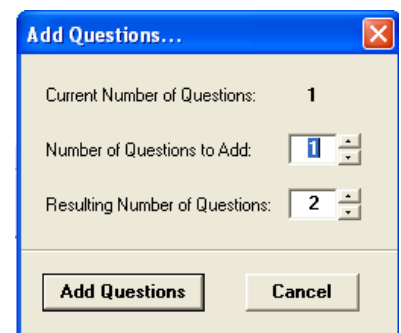 Add Questions...
Current Number of Questions: 1
Number of Questions to Add: 1
Resulting Number of Questions: 2
Add Questions Cancel